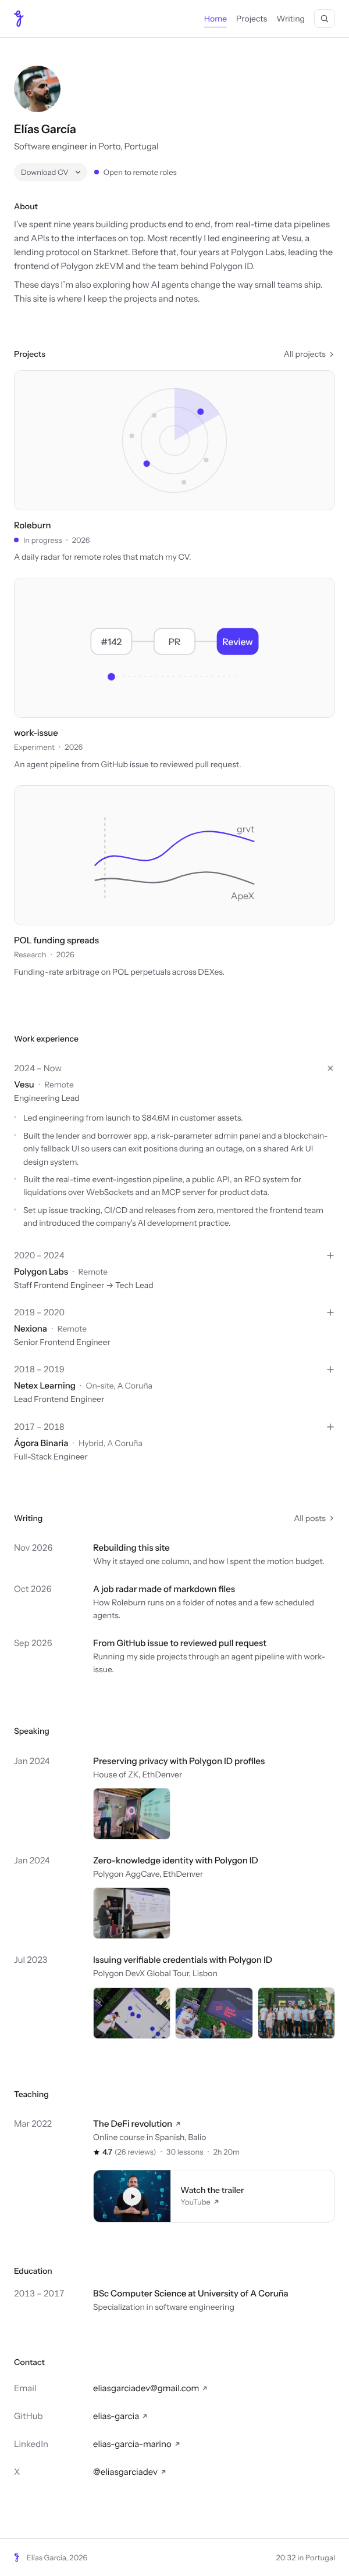 Home Projects Writing
Elías García
Software engineer in Porto, Portugal
Download CV Open to remote roles
About
I've spent nine years building products end to end, from real-time data pipelines
and APIs to the interfaces on top. Most recently I led engineering at Vesu, a
lending protocol on Starknet. Before that, four years at Polygon Labs, leading the
frontend of Polygon zkEVM and the team behind Polygon ID.
These days I'm also exploring how AI agents change the way small teams ship.
This site is where I keep the projects and notes.
Projects All projects
Roleburn
In progress · 2026
A daily radar for remote roles that match my CV.
#142 PR Review
work-issue
Experiment · 2026
An agent pipeline from GitHub issue to reviewed pull request.
grvt
ApeX
POL funding spreads
Research · 2026
Funding-rate arbitrage on POL perpetuals across DEXes.
Work experience
2024 – Now
Vesu · Remote
Engineering Lead
Led engineering from launch to $84.6M in customer assets.
Built the lender and borrower app, a risk-parameter admin panel and a blockchain-
only fallback UI so users can exit positions during an outage, on a shared Ark UI
design system.
Built the real-time event-ingestion pipeline, a public API, an RFQ system for
liquidations over WebSockets and an MCP server for product data.
Set up issue tracking, CI/CD and releases from zero, mentored the frontend team
and introduced the company's AI development practice.
2020 – 2024
Polygon Labs · Remote
Staff Frontend Engineer → Tech Lead
2019 – 2020
Nexiona · Remote
Senior Frontend Engineer
2018 – 2019
Netex Learning · On-site, A Coruña
Lead Frontend Engineer
2017 – 2018
Ágora Binaria · Hybrid, A Coruña
Full-Stack Engineer
Writing All posts
Nov 2026 Rebuilding this site
Why it stayed one column, and how I spent the motion budget.
Oct 2026 A job radar made of markdown files
How Roleburn runs on a folder of notes and a few scheduled
agents.
Sep 2026 From GitHub issue to reviewed pull request
Running my side projects through an agent pipeline with work-
issue.
Speaking
Jan 2024 Preserving privacy with Polygon ID profiles
House of ZK, EthDenver
Jan 2024 Zero-knowledge identity with Polygon ID
Polygon AggCave, EthDenver
Jul 2023 Issuing verifiable credentials with Polygon ID
Polygon DevX Global Tour, Lisbon
Teaching
Mar 2022 The DeFi revolution ↗
Online course in Spanish, Balio
★ 4.7 (26 reviews) · 30 lessons · 2h 20m
Watch the trailer
YouTube ↗
Education
2013 – 2017 BSc Computer Science at University of A Coruña
Specialization in software engineering
Contact
Email eliasgarciadev@gmail.com ↗
GitHub elias-garcia ↗
LinkedIn elias-garcia-marino ↗
X @eliasgarciadev ↗
Elías García, 2026 20:32 in Portugal